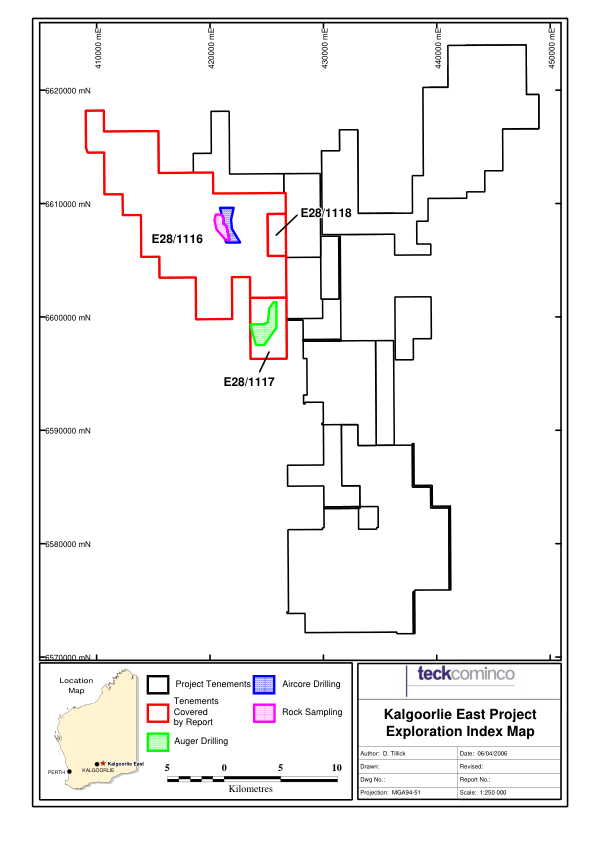 410000 mE
420000 mE
430000 mE
440000 mE
450000 mE
6620000 mN
6610000 mN
6600000 mN
6590000 mN
6580000 mN
6570000 mN
E28/1118
E28/1116
E28/1117
Location
Map
PERTH
KALGOORLIE
Kalgoorlie East
Project Tenements
Tenements
Covered
by Report
Auger Drilling
Aircore Drilling
Rock Sampling
5 0 5 10
Kilometres
teckcominco
Kalgoorlie East Project
Exploration Index Map
Author: D. Tillick
Date: 06/04/2006
Drawn:
Revised:
Dwg No.:
Report No.:
Projection: MGA94-51
Scale: 1:250 000